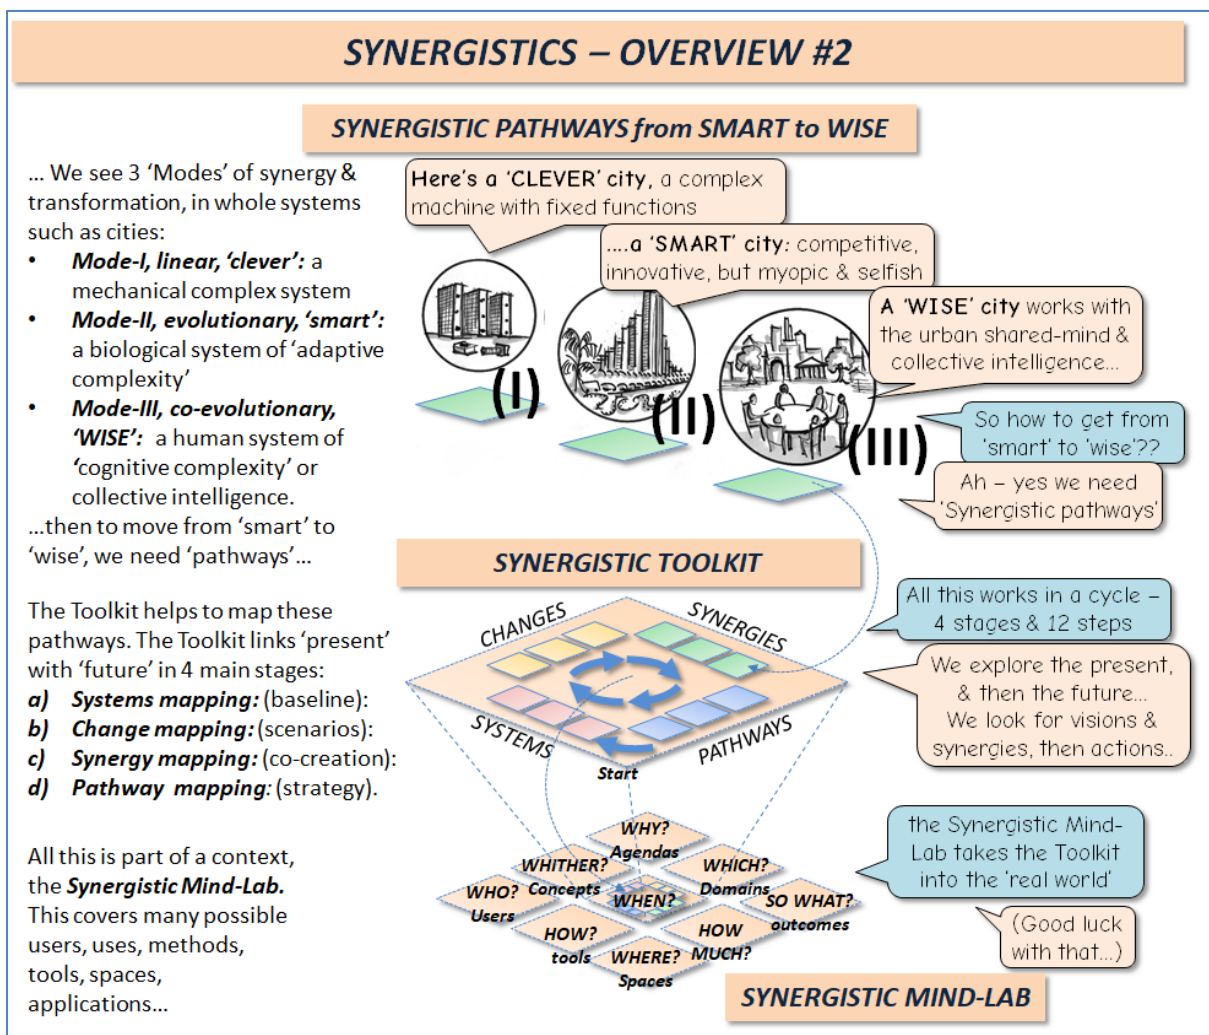 SYNERGISTICS – OVERVIEW #2
SYNERGISTIC PATHWAYS from SMART to WISE
... We see 3 ‘Modes’ of synergy &
transformation, in whole systems
such as cities:
• Mode-I, linear, ‘clever’: a
mechanical complex system
• Mode-II, evolutionary, ‘smart’:
a biological system of ‘adaptive
complexity’
• Mode-III, co-evolutionary,
‘WISE’: a human system of
‘cognitive complexity’ or
collective intelligence.
...then to move from ‘smart’ to
‘wise’, we need ‘pathways’...
The Toolkit helps to map these
pathways. The Toolkit links ‘present’
with ‘future’ in 4 main stages:
a) Systems mapping: (baseline):
b) Change mapping: (scenarios):
c) Synergy mapping: (co-creation):
d) Pathway mapping: (strategy).
All this is part of a context,
the Synergistic Mind-Lab.
This covers many possible
users, uses, methods,
tools, spaces,
applications...
Here’s a ‘CLEVER’ city, a complex
machine with fixed functions
....a ‘SMART’ city: competitive,
innovative, but myopic & selfish
A ‘WISE’ city works with
the urban shared-mind &
collective intelligence...
(I)
(II)
(III)
So how to get from
‘smart’ to ‘wise’??
Ah – yes we need
‘Synergistic pathways’
SYNERGISTIC TOOLKIT
CHANGES
SYNERGIES
SYSTEMS
PATHWAYS
Start
All this works in a cycle –
4 stages & 12 steps
We explore the present,
& then the future...
We look for visions &
synergies, then actions..
WHY?
Agendas
WHITHER?
Concepts
WHICH?
Domains
WHO?
Users
WHEN?
SO WHAT?
outcomes
HOW?
tools
HOW
MUCH?
WHERE?
Spaces
the Synergistic Mind-
Lab takes the Toolkit
into the ‘real world’
(Good luck
with that...)
SYNERGISTIC MIND-LAB